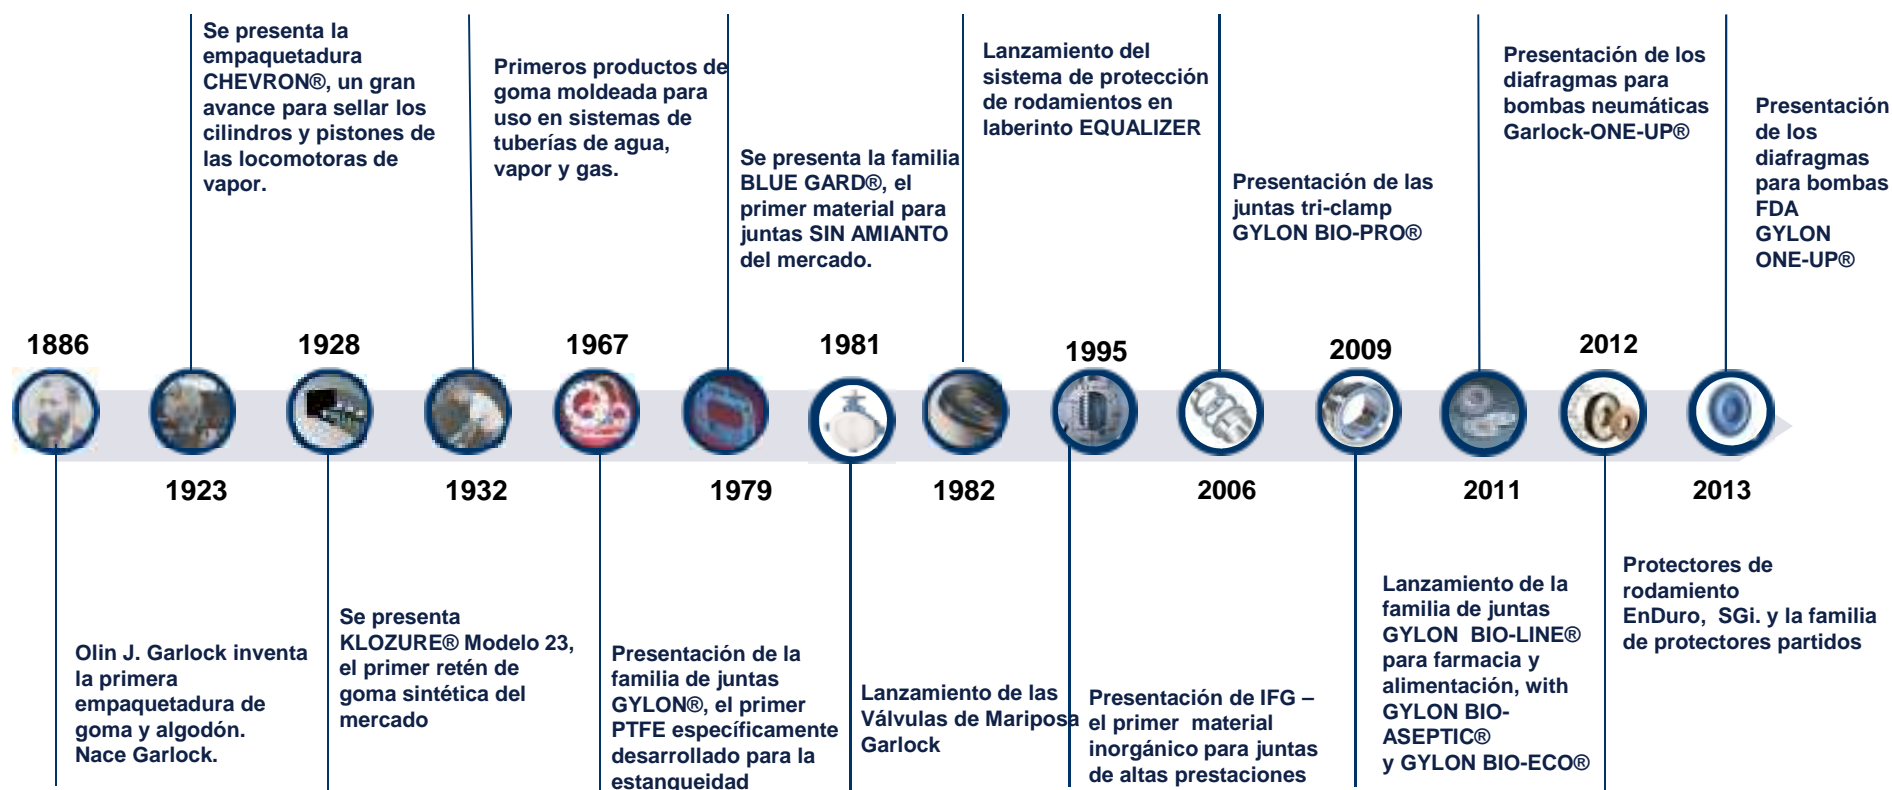 Se presenta la
empaquetadura
CHEVRON®, un gran
avance para sellar los
cilindros y pistones de
las locomotoras de
vapor.
Primeros productos de
goma moldeada para
uso en sistemas de
tuberías de agua,
vapor y gas.
Se presenta la familia
BLUE GARD®, el
primer material para
juntas SIN AMIANTO
del mercado.
Lanzamiento del
sistema de protección
de rodamientos en
laberinto EQUALIZER
Presentación de las
juntas tri-clamp
GYLON BIO-PRO®
Presentación de los
diafragmas para
bombas neumáticas
Garlock-ONE-UP®
Presentación
de los
diafragmas
para bombas
FDA
GYLON
ONE-UP®
1886
1928
1967
1981
1995
2009
2012
1923
1932
1979
1982
2006
2011
2013
Olin J. Garlock inventa
la primera
empaquetadura de
goma y algodón.
Nace Garlock.
Se presenta
KLOZURE® Modelo 23,
el primer retén de
goma sintética del
mercado
Presentación de la
familia de juntas
GYLON®, el primer
PTFE específicamente
desarrollado para la
estanqueidad
Lanzamiento de las
Válvulas de Mariposa
Garlock
Presentación de IFG –
el primer material
inorgánico para juntas
de altas prestaciones
Lanzamiento de la
familia de juntas
GYLON BIO-LINE®
para farmacia y
alimentación, with
GYLON BIO-
ASEPTIC®
y GYLON BIO-ECO®
Protectores de
rodamiento
EnDuro, SGi. y la familia
de protectores partidos